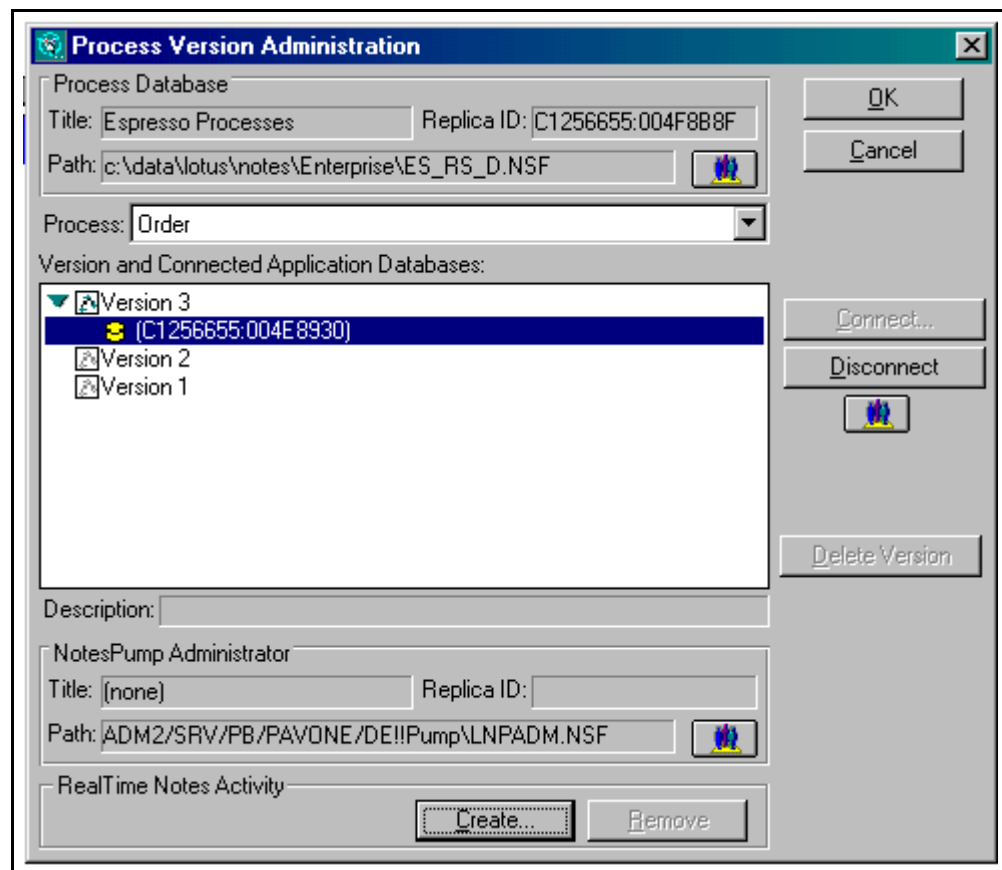 Process Version Administration
Process Database
OK
Title: Espresso Processes Replica ID: C1256655:004F8B8F
Cancel
Path: c:\data\lotus\notes\Enterprise\ES_RS_D.NSF
Process: Order
Version and Connected Application Databases:
Version 3
Connect...
(C1256655:004E8930)
Version 2
Disconnect
Version 1
Delete Version
Description:
NotesPump Administrator
Title: (none) Replica ID:
Path: ADM2/SRV/PB/PAVONE/DE!!Pump\LNPADM.NSF
RealTime Notes Activity
Create... Remove